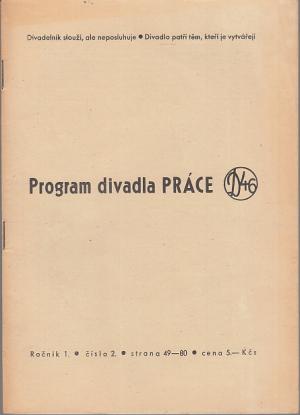 Divadelník slouží, ale neposluhuje ● Divadlo patří těm, kteří je vytvářejí
Program divadla PRÁCE D46
Ročník 1. ● číslo 2. ● strana 49—80 ● cena 5.— Kčs